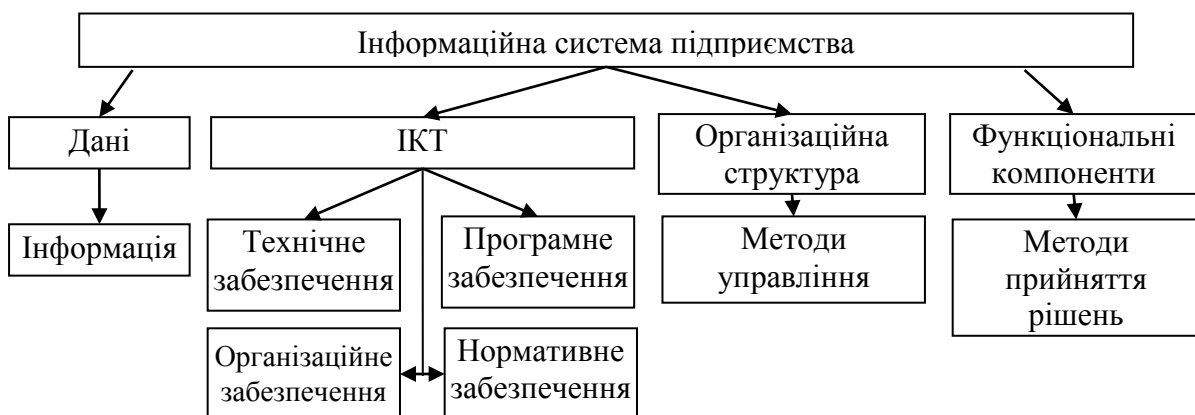 Інформаційна система підприємства
Дані
ІКТ
Організаційна
структура
Функціональні
компоненти
Інформація
Технічне
забезпечення
Програмне
забезпечення
Методи
управління
Методи
прийняття
рішень
Організаційне
забезпечення
Нормативне
забезпечення